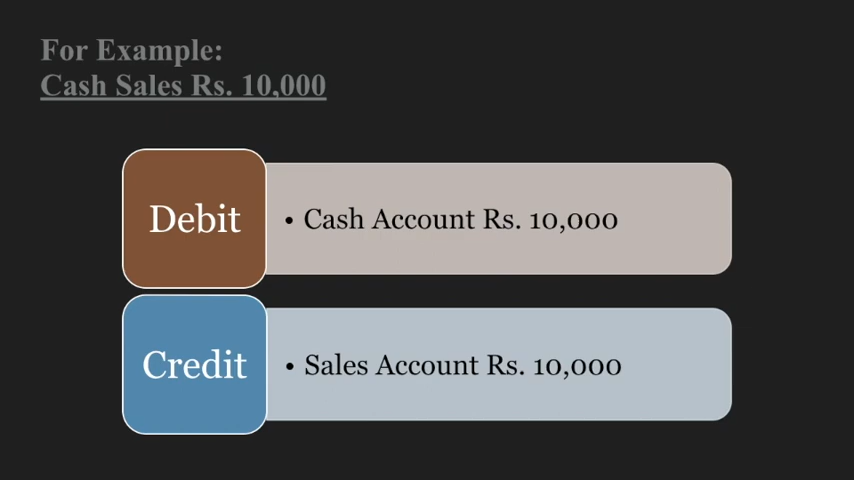 For Example:
Cash Sales Rs. 10,000
Debit
• Cash Account Rs. 10,000
Credit
• Sales Account Rs. 10,000